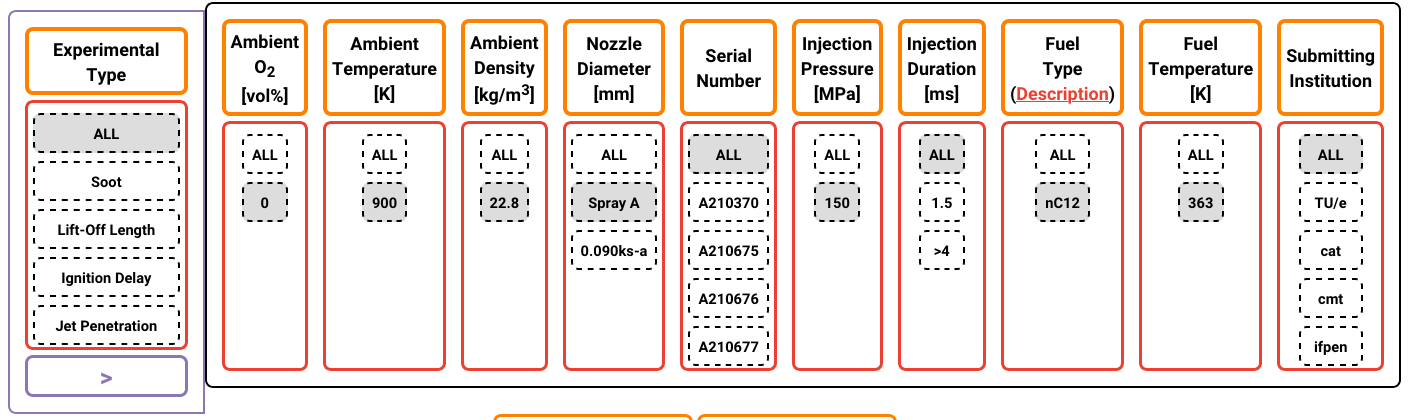 Experimental
Type
ALL
Soot
Lift-Off Length
Ignition Delay
Jet Penetration
>
Ambient
O2
[vol%]
ALL
0
Ambient
Temperature
[K]
ALL
900
Ambient
Density
[kg/m3]
ALL
22.8
Nozzle
Diameter
[mm]
ALL
Spray A
0.090ks-a
Serial
Number
ALL
A210370
A210675
A210676
A210677
Injection
Pressure
[MPa]
ALL
150
Injection
Duration
[ms]
ALL
1.5
>4
Fuel
Type
(Description)
ALL
nC12
Fuel
Temperature
[K]
ALL
363
Submitting
Institution
ALL
TU/e
cat
cmt
ifpen